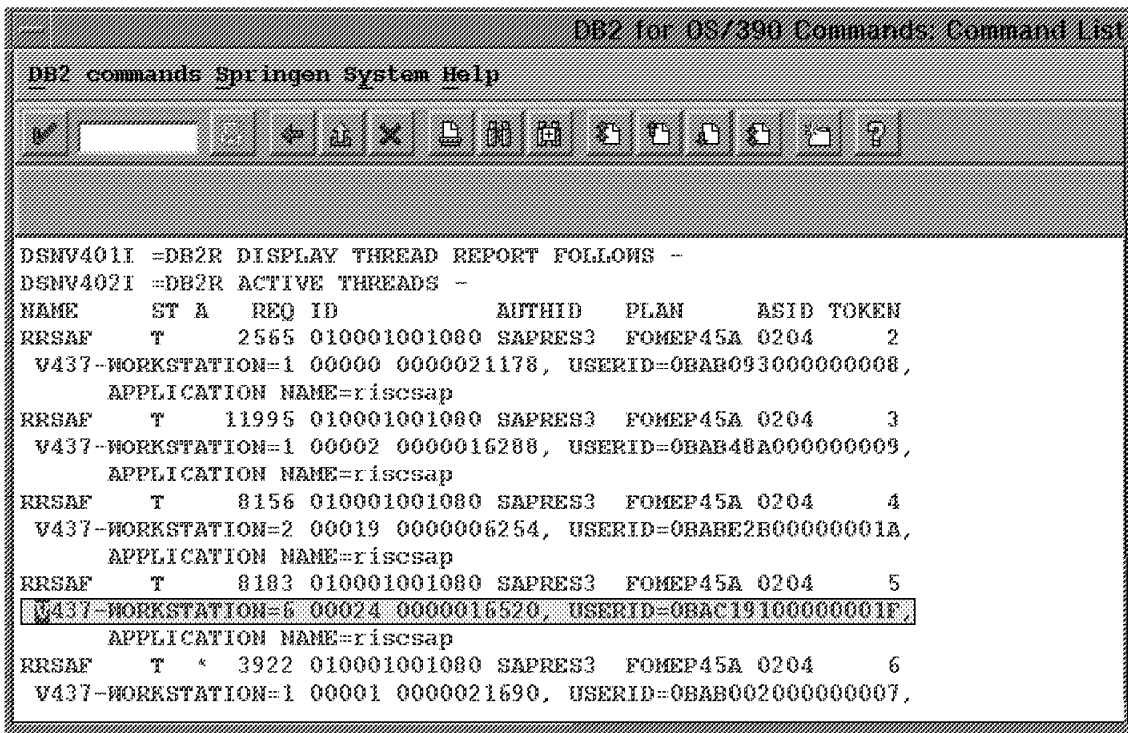 DB2 for OS/390 Commands: Command List
DB2 commands Springen System Help
DSNV401I =DB2R DISPLAY THREAD REPORT FOLLOWS -
DSNV402I =DB2R ACTIVE THREADS -
NAME ST A REQ ID AUTHID PLAN ASID TOKEN
RRSAF T 2565 010001001080 SAPRES3 FOMEP45A 0204 2
V437-WORKSTATION=1 00000 0000021178, USERID=0BAB093000000008,
APPLICATION NAME=riscsap
RRSAF T 11995 010001001080 SAPRES3 FOMEP45A 0204 3
V437-WORKSTATION=1 00002 0000016288, USERID=0BAB48A000000009,
APPLICATION NAME=riscsap
RRSAF T 8156 010001001080 SAPRES3 FOMEP45A 0204 4
V437-WORKSTATION=2 00019 0000006254, USERID=0BABE2B00000001A,
APPLICATION NAME=riscsap
RRSAF T 8183 010001001080 SAPRES3 FOMEP45A 0204 5
V437-WORKSTATION=6 00024 0000016520, USERID=0BAC19100000001F,
APPLICATION NAME=riscsap
RRSAF T * 3922 010001001080 SAPRES3 FOMEP45A 0204 6
V437-WORKSTATION=1 00001 0000021690, USERID=0BAB002000000007,